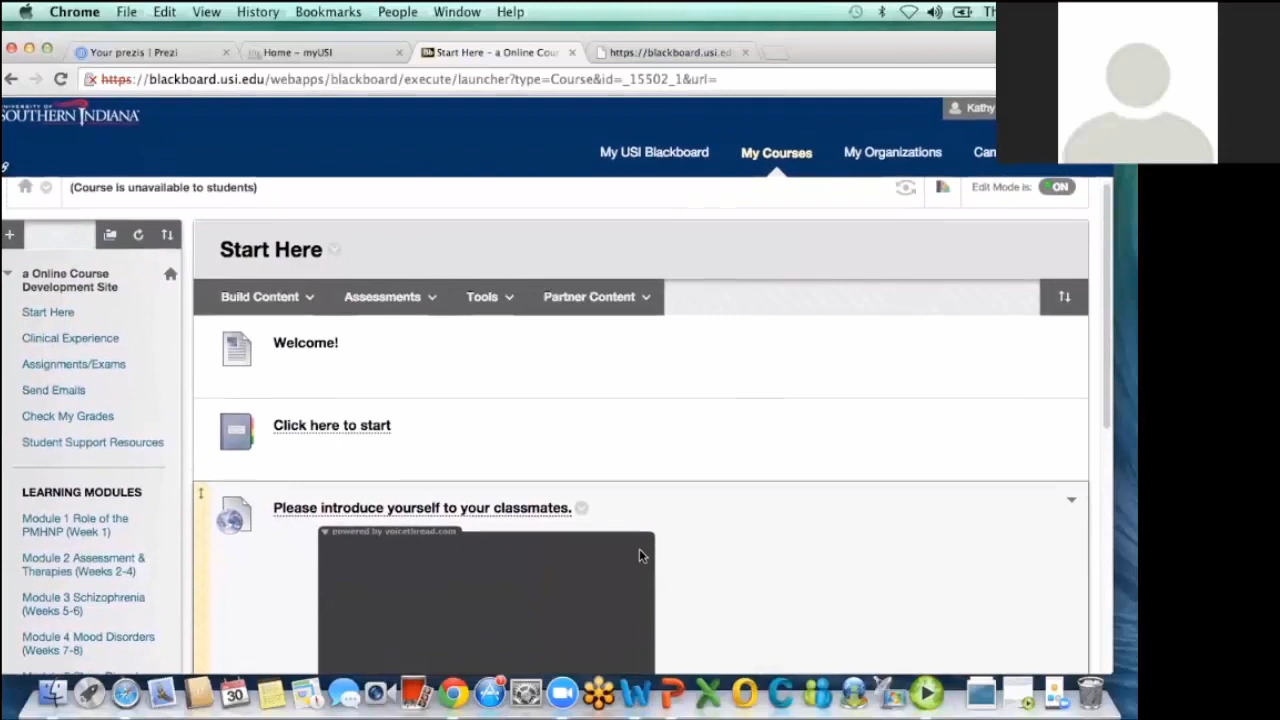 Chrome File Edit View History Bookmarks People Window Help
Your prezis | Prezi
Home – myUSI
Start Here – a Online Cour
https://blackboard.usi.ed
https://blackboard.usi.edu/webapps/blackboard/execute/launcher?type=Course&id=_15502_1&url=
SOUTHERN INDIANA
Kathy
My USI Blackboard My Courses My Organizations
(Course is unavailable to students)
Edit Mode is: ON
a Online Course
Development Site
Start Here
Clinical Experience
Assignments/Exams
Send Emails
Check My Grades
Student Support Resources
LEARNING MODULES
Module 1 Role of the
PMHNP (Week 1)
Module 2 Assessment &
Therapies (Weeks 2-4)
Module 3 Schizophrenia
(Weeks 5-6)
Module 4 Mood Disorders
(Weeks 7-8)
Start Here
Build Content Assessments Tools Partner Content
Welcome!
Click here to start
Please introduce yourself to your classmates.
powered by voicethread.com
30